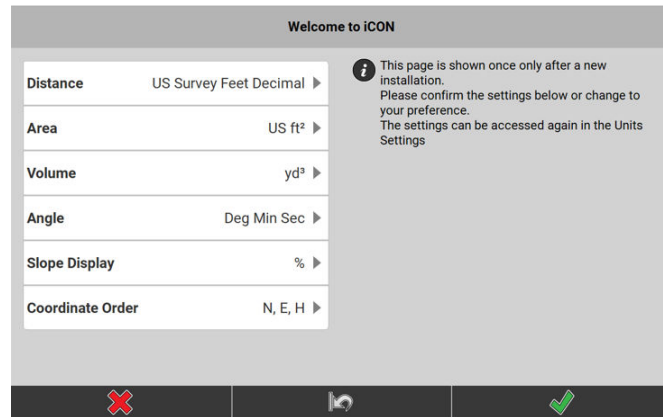 Welcome to iCON
Distance US Survey Feet Decimal
Area US ft²
Volume yd³
Angle Deg Min Sec
Slope Display %
Coordinate Order N, E, H
This page is shown once only after a new
installation.
Please confirm the settings below or change to
your preference.
The settings can be accessed again in the Units
Settings